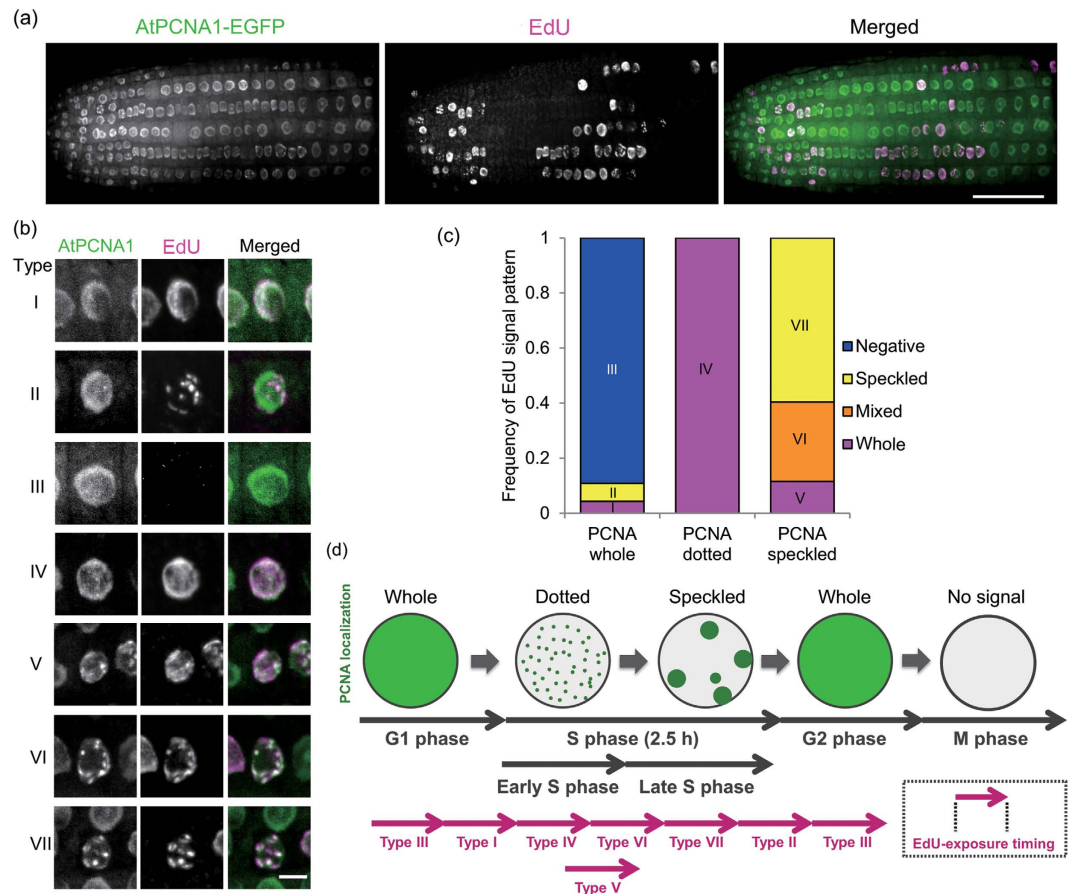 (a)
AtPCNA1-EGFP EdU Merged
(b)
AtPCNA1 EdU Merged
Type
I
II
III
IV
V
VI
VII
(c)
Frequency of EdU signal pattern
1
0.8
0.6
0.4
0.2
0
III
II
I
IV
VII
VI
V
PCNA whole
PCNA dotted
PCNA speckled
Negative
Speckled
Mixed
Whole
(d)
PCNA localization
Whole Dotted Speckled Whole No signal
G1 phase S phase (2.5 h) G2 phase M phase
Early S phase Late S phase
Type III Type I Type IV Type VI Type VII Type II Type III
Type V
EdU-exposure timing